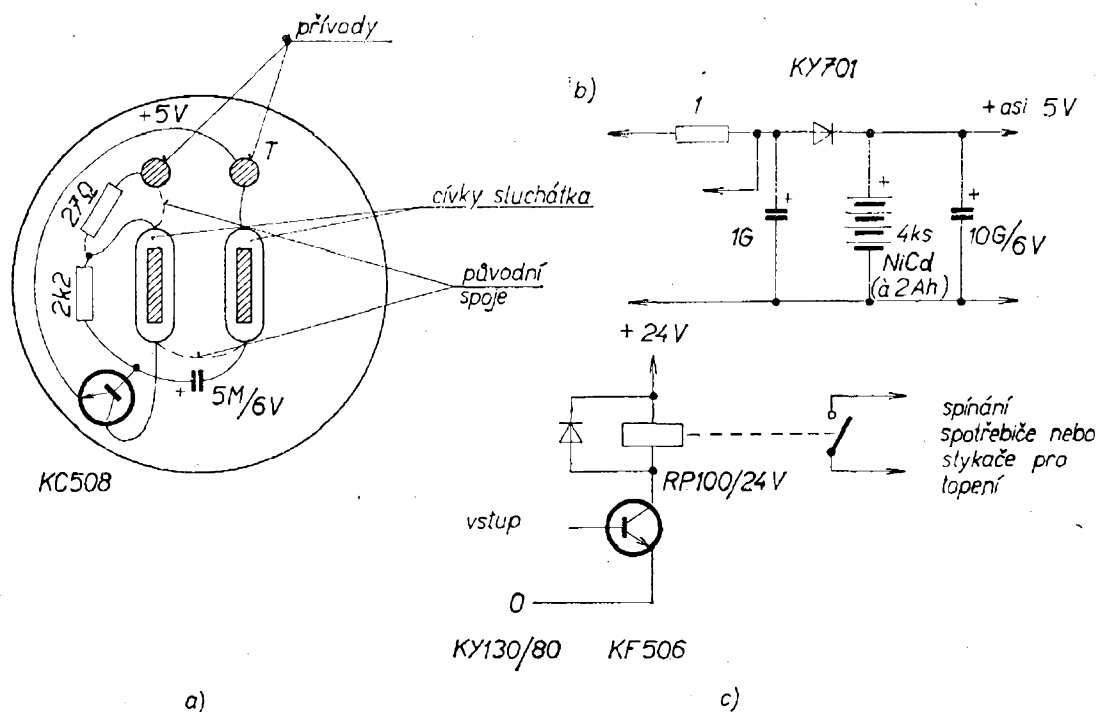 přívody
+5V
T
27Ω
cívky sluchátka
2k2
původní
spoje
+
5M/6V
KC508
a)
b)
KY701
1
+ asi 5V
+
+
1G
4ks
NiCd
(à 2Ah)
10G/6V
+ 24V
RP100/24V
vstup
0
spínání
spotřebiče nebo
stykače pro
topení
KY130/80
KF506
c)